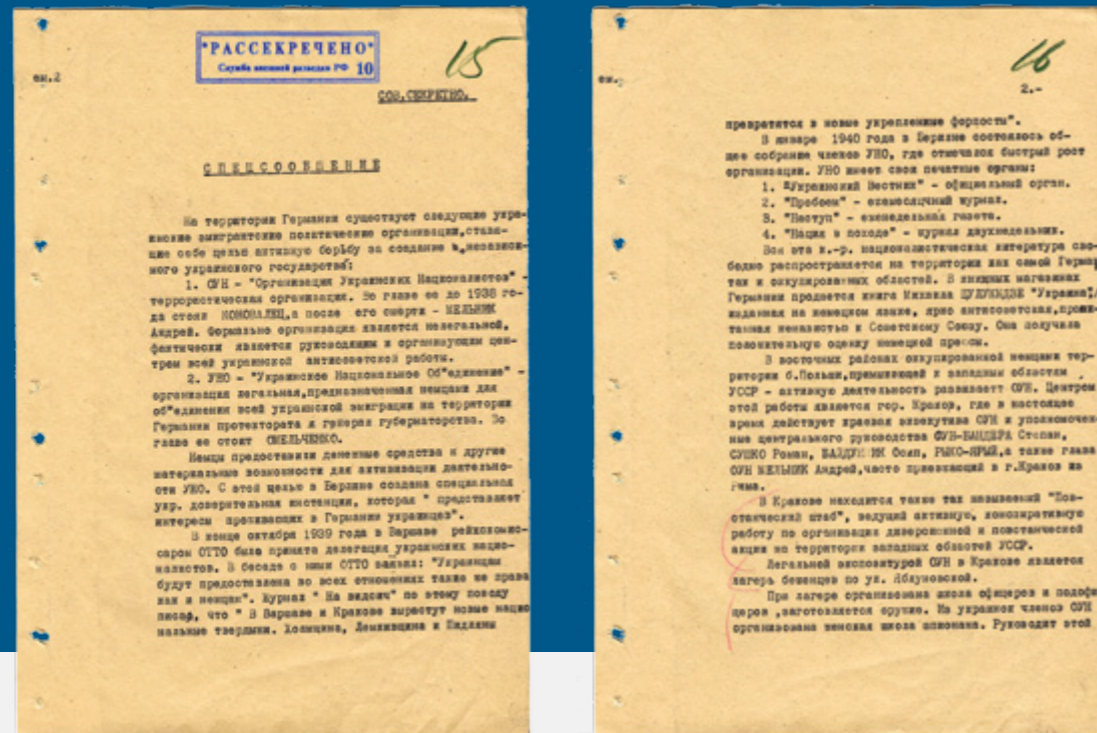 "РАССЕКРЕЧЕНО"
Служба внешней разведки РФ 10
15
эк.2
СОВ.СЕКРЕТНО.
СПЕЦСООБЩЕНИЕ
На территории Германии существуют следующие укра-
инские эмигрантские политические организации,ставя-
щие себе целью активную борьбу за создание "независи-
мого украинского государства":
1. ОУН - "Организация Украинских Националистов" -
террористическая организация. Во главе ее до 1938 го-
да стоял КОНОВАЛЕЦ,а после его смерти - МЕЛЬНИК
Андрей. Формально организация является нелегальной,
фактически является руководящим и организующим цен-
тром всей украинской антисоветской работы.
2. УНО - "Украинское Национальное Об"единение" -
организация легальная,предназначенная немцами для
об"единения всей украинской эмиграции на территории
Германии протектората и генерал губернаторства. Во
главе ее стоит ОМЕЛЬЧЕНКО.
Немцы предоставили денежные средства и другие
материальные возможности для активизации деятельно-
сти УНО. С этой целью в Берлине создана специальная
укр. доверительная инстанция, которая " представляет
интересы проживающих в Германии украинцев".
В конце октября 1939 года в Варшаве рейхскомис-
саром ОТТО была принята делегация украинских нацио-
налистов. В беседе с ними ОТТО заявил: "Украинцам
будут предоставлена во всех отношениях такие же права
как и немцам". Журнал " На видсич" по этому поводу
писал, что " В Варшаве и Кракове вырастут новые нацио
нальные твердыни. Холмщина, Лемкивщина и Пидляшы
16
эк.
2.-
превратятся в новые укрепленные форпосты".
В январе 1940 года в Берлине состоялось об-
щее собрание членов УНО, где отмечался быстрый рост
организации. УНО имеет свои печатные органы:
1. "Украинский Вестник" - официальный орган.
2. "Пробоем" - ежемесячный журнал.
3. "Наступ" - еженедельная газета.
4. "Нация в походе" - журнал двухнедельник.
Вся эта к.-р. националистическая литература сво-
бодно распространяется на территории как самой Герман
так и оккупированных областей. В книжных магазинах
Германии продается книга Михаила ЦУЛУКИДЗЕ "Украина",
изданная на немецком языке, ярко антисоветская,пропи-
танная ненавистью к Советскому Союзу. Она получила
положительную оценку немецкой прессы.
В восточных районах оккупированной немцами тер-
ритории б.Польши,примыкающей к западным областям
УССР - активную деятельность развивает ОУН. Центром
этой работы является гор. Краков, где в настоящее
время действует краевая экзекутива ОУН и уполномочен-
ные центрального руководства ОУН-БАНДЕРА Степан,
СУШКО Роман, Осип, РЫКО-ЯРЫЙ,а также глава
ОУН МЕЛЬНИК Андрей,часто приезжающий в г.Краков из
Рима.
В Кракове находится также так называемый "Пов-
станческий штаб", ведущий активную, конспиративную
работу по организации диверсионной и повстанческой
акции на территории западных областей УССР.
Легальной экспозитурой ОУН в Кракове является
лагерь беженцев по ул. Яблуновской.
При лагере организована школа офицеров и подофи
церов ,заготовляется оружие. Из украинок членов ОУН
организована женская школа шпионажа. Руководит этой